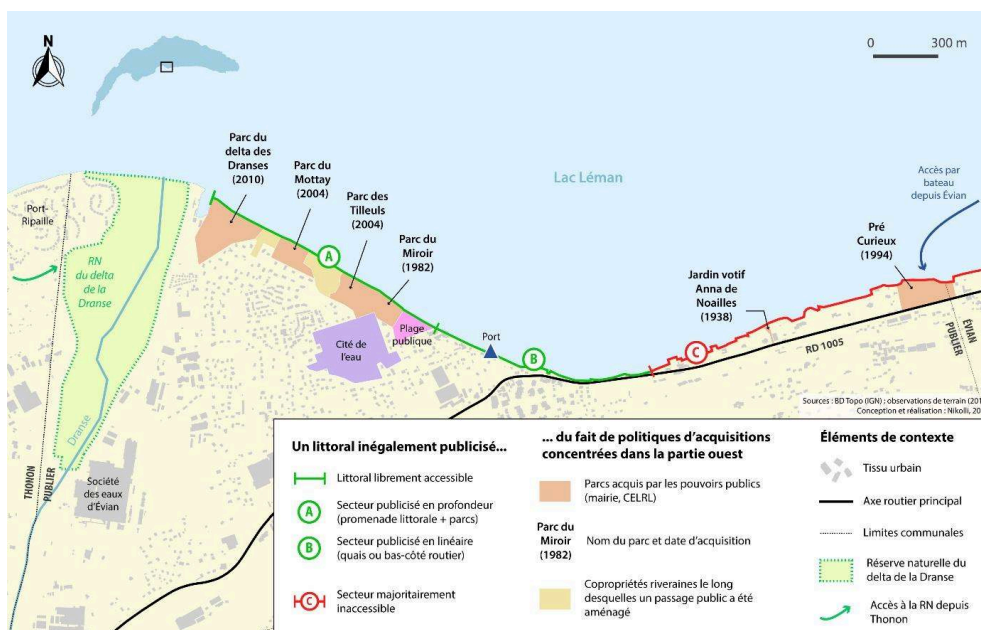 N
0 300 m
Parc du
delta des
Dranses
(2010)
Parc du
Mottay
(2004)
Parc des
Tilleuls
(2004)
Parc du
Miroir
(1982)
Lac Léman
Accès par
bateau
depuis Évian
Pré
Curieux
(1994)
Port-
Ripaille
RN
du delta
de la
Dranse
A
Jardin votif
Anna de
Noailles
(1938)
Plage
publique
Port
Cité de
l'eau
B
C
RD 1005
ÉVIAN
PUBLIER
Dranse
THONON
PUBLIER
Société
des eaux
d'Évian
Sources : BD Topo (IGN) ; observations de terrain (201
Conception et réalisation : Nikolli, 20
Un littoral inégalement publicisé...
Littoral librement accessible
A Secteur publicisé en profondeur
(promenade littorale + parcs)
B Secteur publicisé en linéaire
(quais ou bas-côté routier)
C Secteur majoritairement
inaccessible
... du fait de politiques d'acquisitions
concentrées dans la partie ouest
Parcs acquis par les pouvoirs publics
(mairie, CELRL)
Parc du
Miroir
(1982)
Nom du parc et date d'acquisition
Copropriétés riveraines le long
desquelles un passage public a été
aménagé
Éléments de contexte
Tissu urbain
Axe routier principal
Limites communales
Réserve naturelle du
delta de la Dranse
Accès à la RN depuis
Thonon